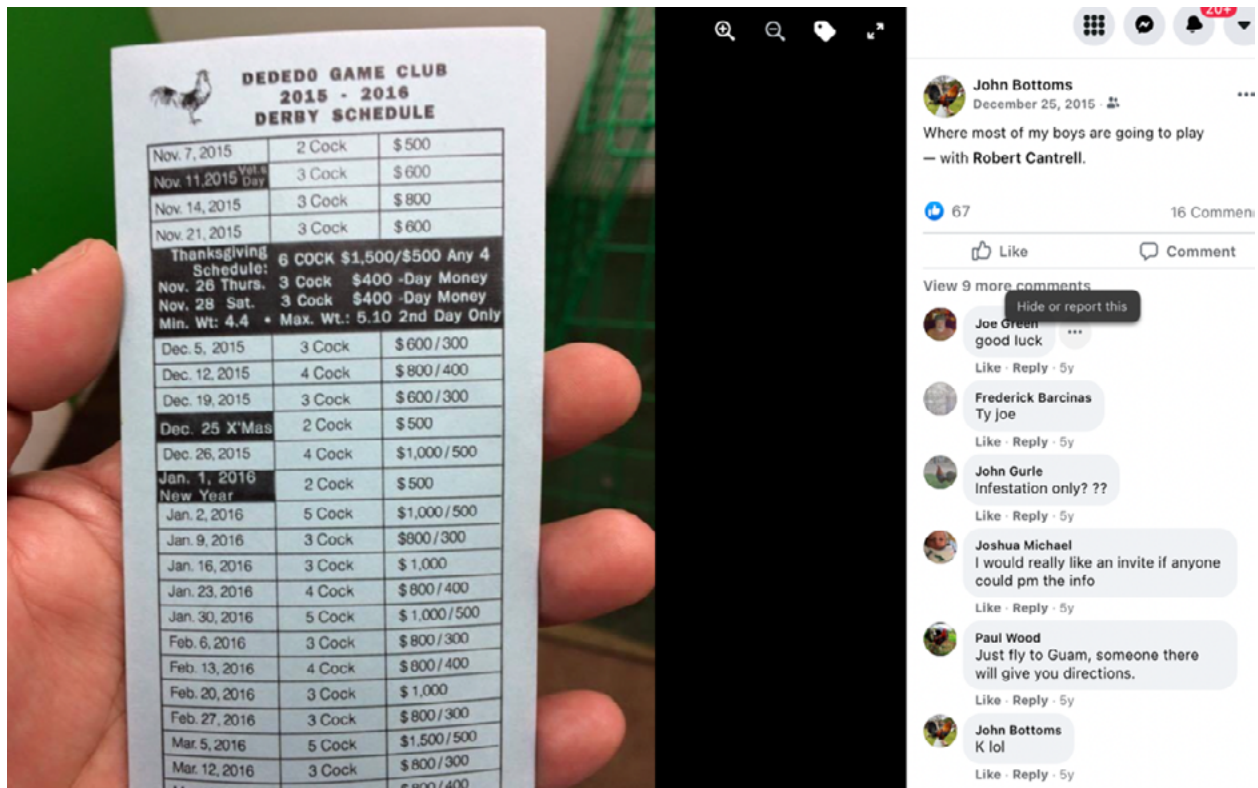 DEDEDO GAME CLUB
2015 - 2016
DERBY SCHEDULE
Nov. 7, 2015 2 Cock $500
Nov. 11,2015 Vet.s Day 3 Cock $600
Nov. 14, 2015 3 Cock $800
Nov. 21, 2015 3 Cock $600
Thanksgiving Schedule: 6 COCK $1,500/$500 Any 4
Nov. 26 Thurs. 3 Cock $400 -Day Money
Nov. 28 Sat. 3 Cock $400 -Day Money
Min. Wt: 4.4 • Max. Wt.: 5.10 2nd Day Only
Dec. 5, 2015 3 Cock $600/300
Dec. 12, 2015 4 Cock $800/400
Dec. 19, 2015 3 Cock $600/300
Dec. 25 X'Mas 2 Cock $500
Dec. 26, 2015 4 Cock $1,000/500
Jan. 1, 2016 New Year 2 Cock $500
Jan. 2, 2016 5 Cock $1,000/500
Jan. 9, 2016 3 Cock $800/300
Jan. 16, 2016 3 Cock $1,000
Jan. 23, 2016 4 Cock $800/400
Jan. 30, 2016 5 Cock $1,000/500
Feb. 6, 2016 3 Cock $800/300
Feb. 13, 2016 4 Cock $800/400
Feb. 20, 2016 3 Cock $1,000
Feb. 27, 2016 3 Cock $800/300
Mar. 5, 2016 5 Cock $1,500/500
Mar. 12, 2016 3 Cock $800/300
20+
John Bottoms
December 25, 2015
Where most of my boys are going to play
— with Robert Cantrell.
67 16 Commen
Like Comment
View 9 more comments
Hide or report this
Joe Green
good luck
Like · Reply · 5y
Frederick Barcinas
Ty joe
Like · Reply · 5y
John Gurle
Infestation only? ??
Like · Reply · 5y
Joshua Michael
I would really like an invite if anyone
could pm the info
Like · Reply · 5y
Paul Wood
Just fly to Guam, someone there
will give you directions.
Like · Reply · 5y
John Bottoms
K lol
Like · Reply · 5y